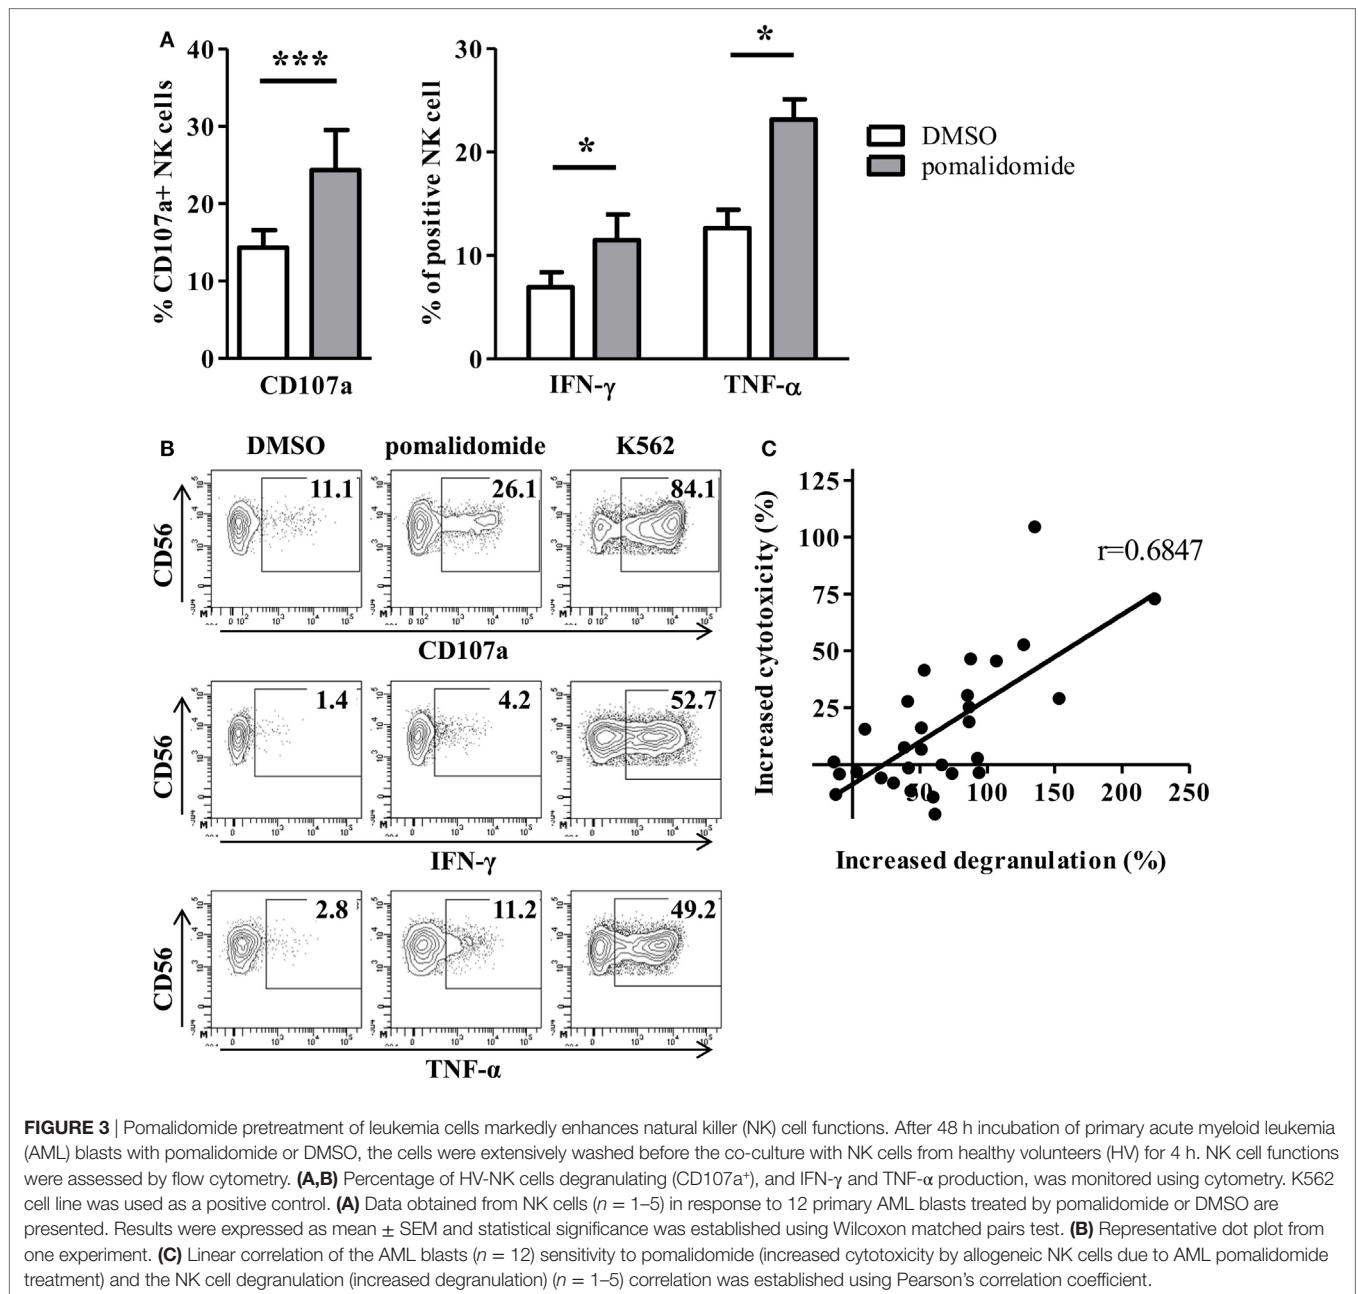 A
40
30
20
10
0
% CD107a+ NK cells
***
CD107a
30
20
10
0
% of positive NK cell
*
*
IFN-γ
TNF-α
DMSO
pomalidomide
B
DMSO
pomalidomide
K562
11.1
26.1
84.1
CD56
CD107a
1.4
4.2
52.7
CD56
IFN-γ
2.8
11.2
49.2
CD56
TNF-α
C
125
100
75
50
25
50
100
150
200
250
Increased cytotoxicity (%)
r=0.6847
Increased degranulation (%)
FIGURE 3 | Pomalidomide pretreatment of leukemia cells markedly enhances natural killer (NK) cell functions. After 48 h incubation of primary acute myeloid leukemia
(AML) blasts with pomalidomide or DMSO, the cells were extensively washed before the co-culture with NK cells from healthy volunteers (HV) for 4 h. NK cell functions
were assessed by flow cytometry. (A,B) Percentage of HV-NK cells degranulating (CD107a⁺), and IFN-γ and TNF-α production, was monitored using cytometry. K562
cell line was used as a positive control. (A) Data obtained from NK cells (n = 1–5) in response to 12 primary AML blasts treated by pomalidomide or DMSO are
presented. Results were expressed as mean ± SEM and statistical significance was established using Wilcoxon matched pairs test. (B) Representative dot plot from
one experiment. (C) Linear correlation of the AML blasts (n = 12) sensitivity to pomalidomide (increased cytotoxicity by allogeneic NK cells due to AML pomalidomide
treatment) and the NK cell degranulation (increased degranulation) (n = 1–5) correlation was established using Pearson's correlation coefficient.